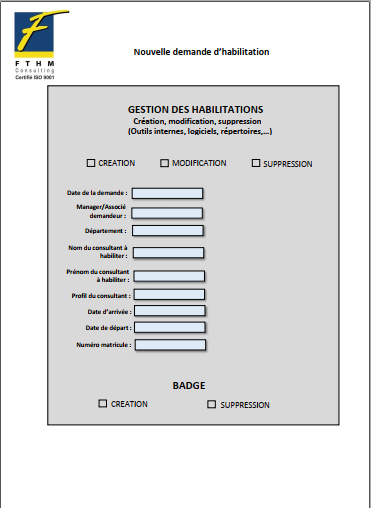 F T H M
Consulting
Certifié ISO 9001
Nouvelle demande d'habilitation
GESTION DES HABILITATIONS
Création, modification, suppression
(Outils internes, logiciels, répertoires,...)
CREATION MODIFICATION SUPPRESSION
Date de la demande :
Manager/Associé
demandeur :
Département :
Nom du consultant à
habiliter :
Prénom du consultant
à habiliter :
Profil du consultant :
Date d'arrivée :
Date de départ :
Numéro matricule :
BADGE
CREATION SUPPRESSION